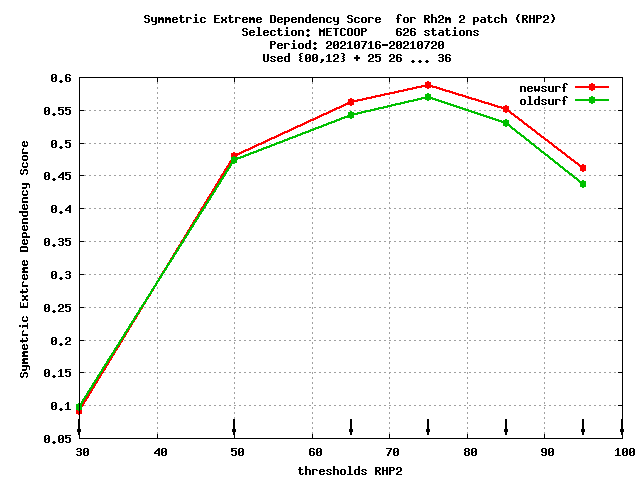 Symmetric Extreme Dependency Score  for Rh2m 2 patch (RHP2)
Selection: METCOOP    626 stations
Period: 20210716-20210720
Used {00,12} + 25 26 ... 36
0.6
newsurf
oldsurf
0.55
0.5
0.45
0.4
0.35
0.3
0.25
0.2
0.15
0.1
0.05
Symmetric Extreme Dependency Score
30 40 50 60 70 80 90 100
thresholds RHP2